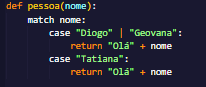 def pessoa(nome):
    match nome:
        case "Diogo" | "Geovana":
            return "Olá" + nome
        case "Tatiana":
            return "Olá" + nome